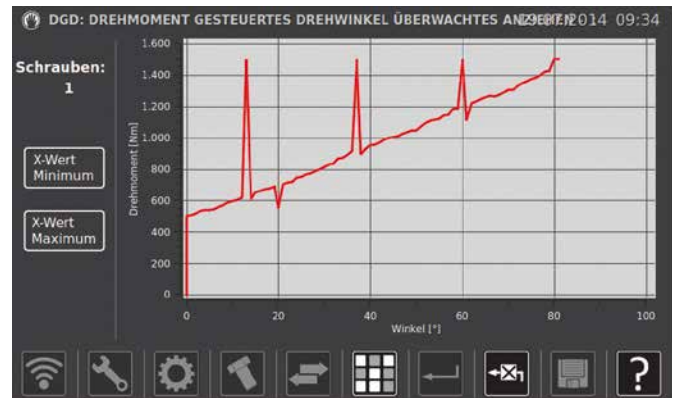 DGD: DREHMOMENT GESTEUERTES DREHWINKEL ÜBERWACHTES ANZIEHEN 09:34
Schrauben:
1
X-Wert
Minimum
X-Wert
Maximum
Drehmoment [Nm]
1.600
1.400
1.200
1.000
800
600
400
200
0
0 20 40 60 80 100
Winkel [°]
?